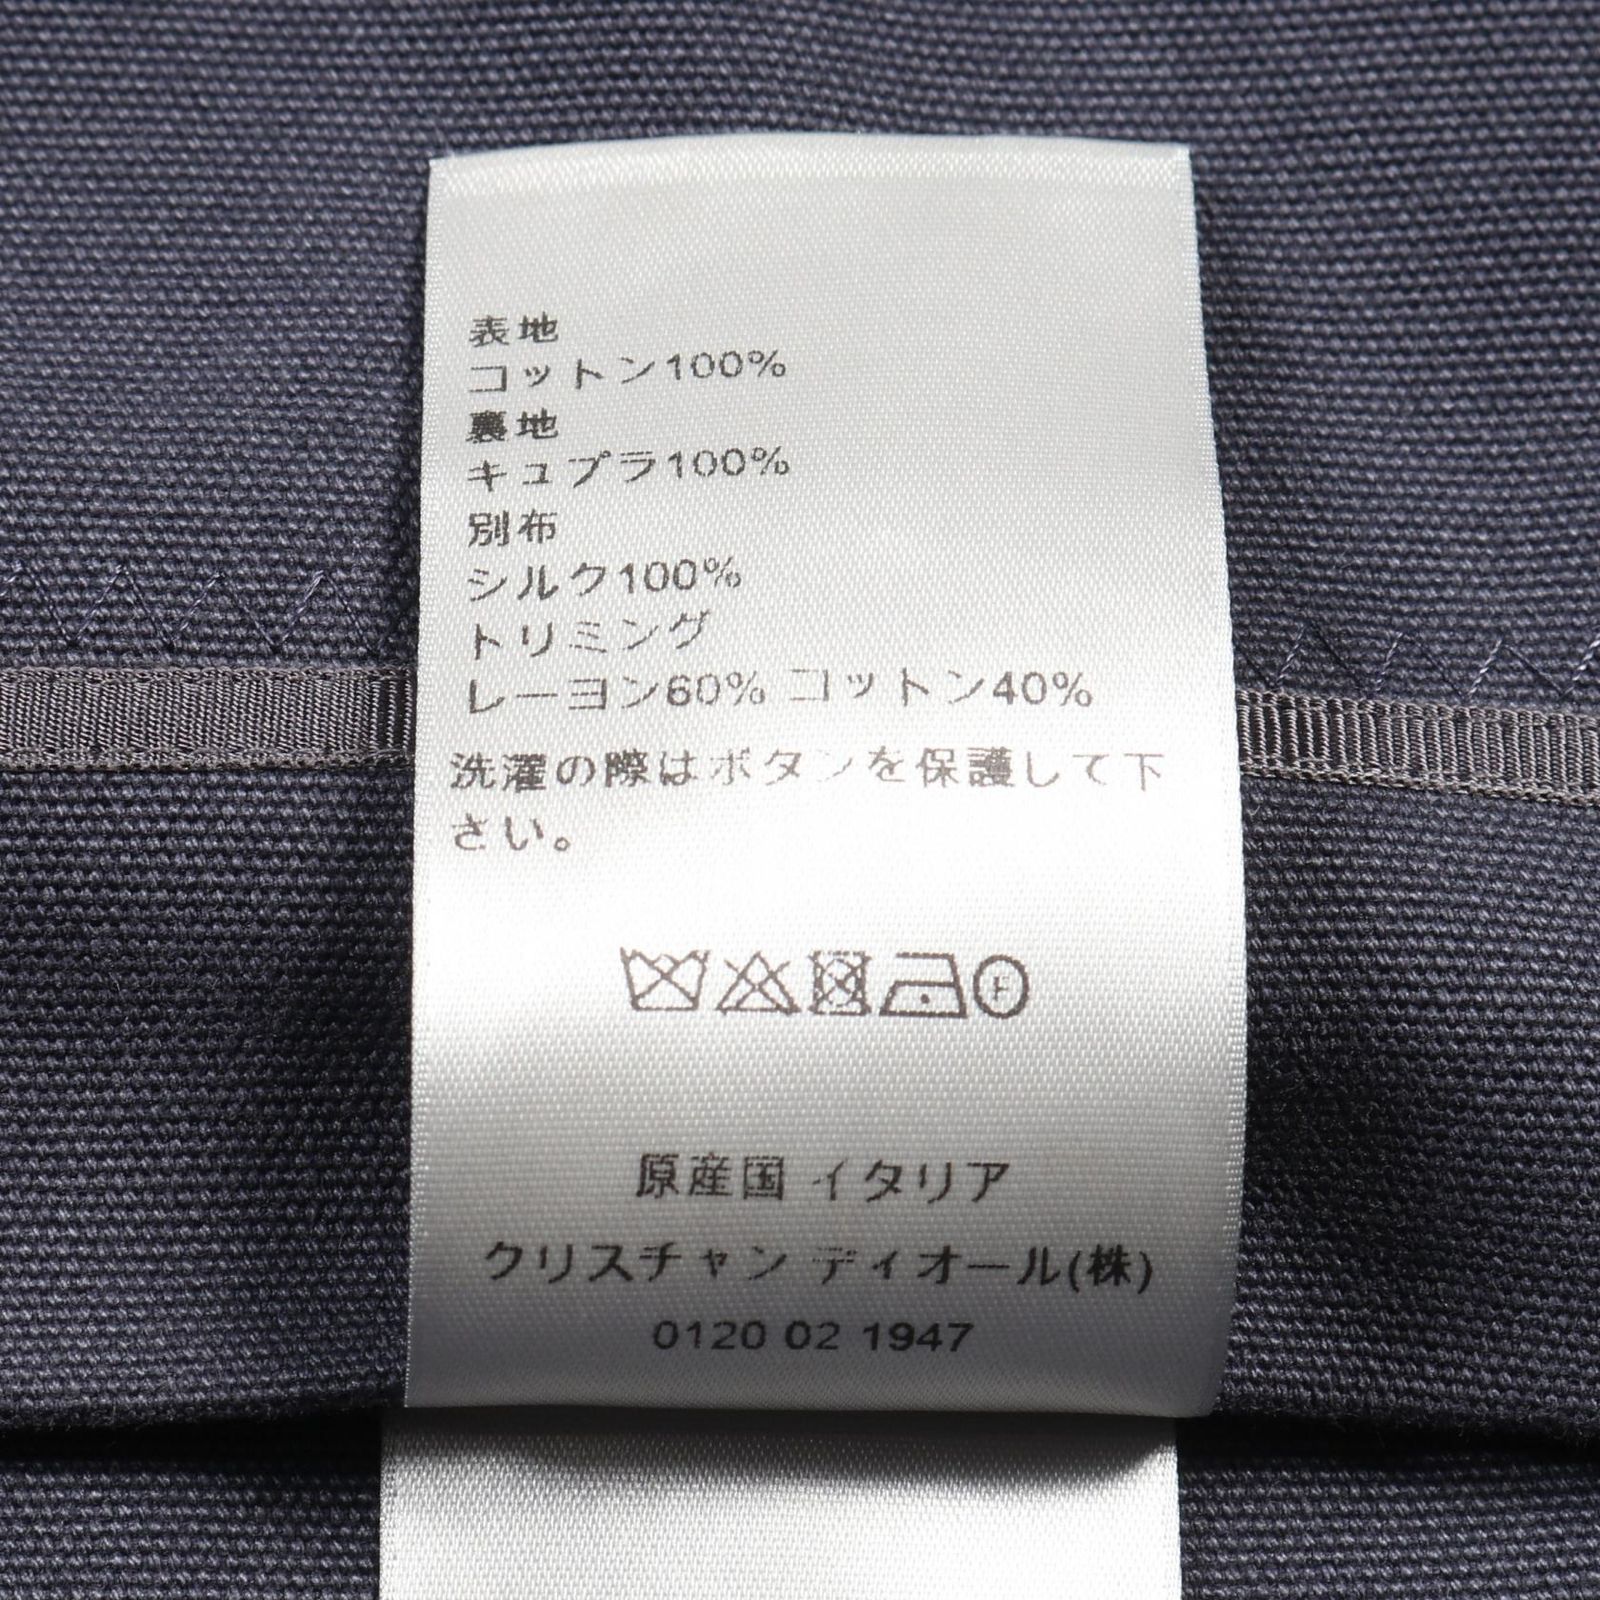 表地
コットン100%
裏地
キュプラ100%
別布
シルク100%
トリミング
レーヨン60% コットン40%
洗濯の際はボタンを保護して下
さい。
F
原産国 イタリア
クリスチャン ディオール(株)
0120 02 1947